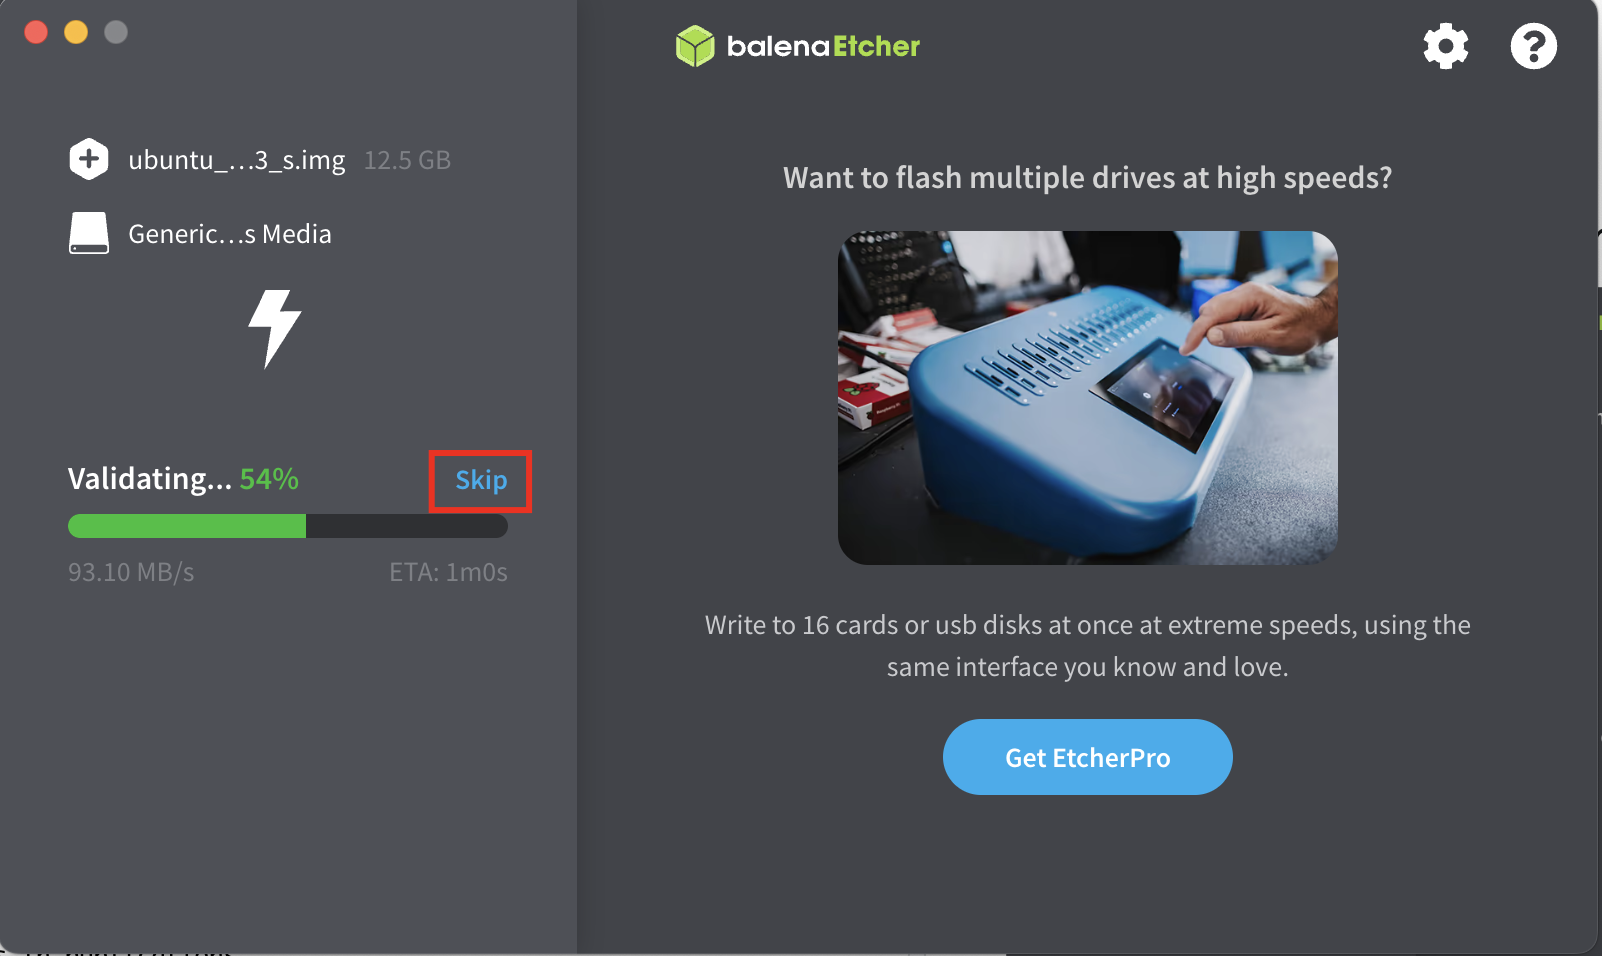 balenaEtcher
ubuntu_...3_s.img 12.5 GB
Generic...s Media
Validating... 54% Skip
93.10 MB/s ETA: 1m0s
Want to flash multiple drives at high speeds?
Write to 16 cards or usb disks at once at extreme speeds, using the
same interface you know and love.
Get EtcherPro